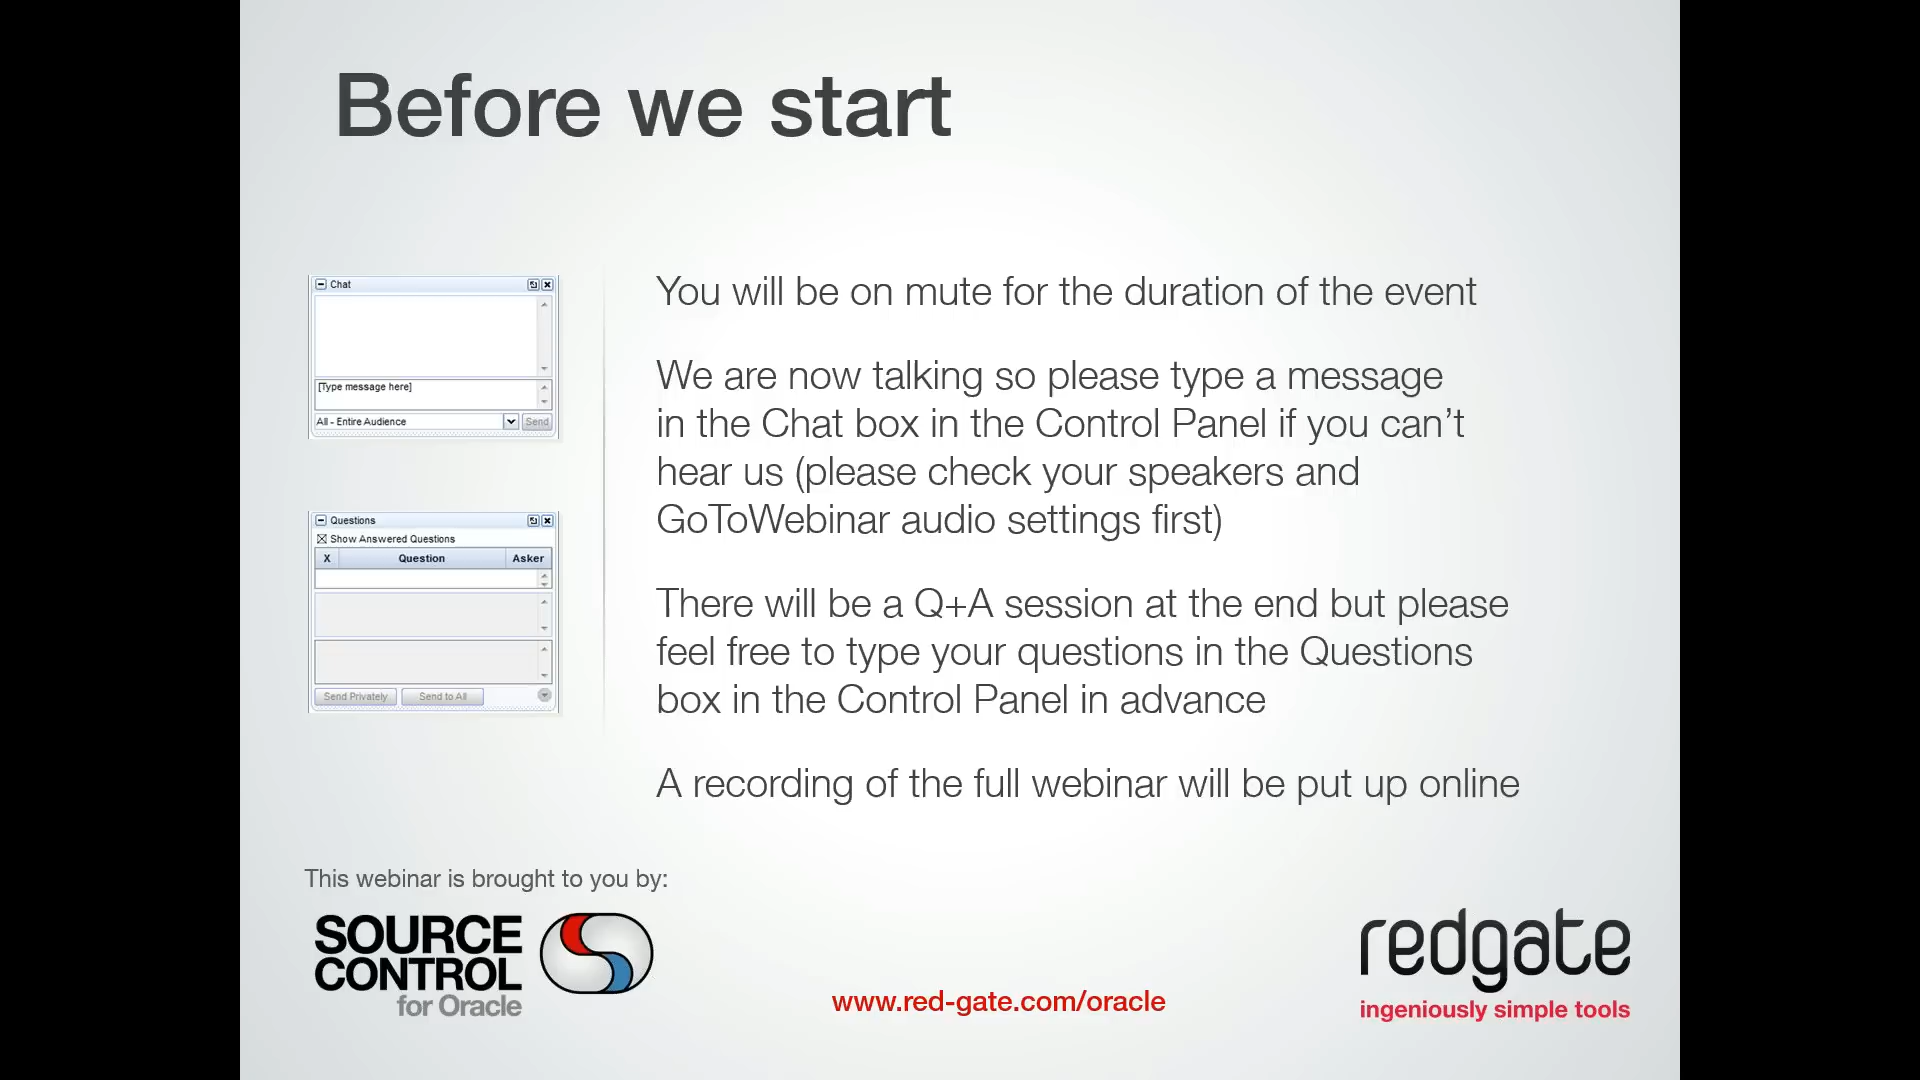 Before we start
Chat
[Type message here]
All - Entire Audience
Send
Questions
Show Answered Questions
X Question Asker
Send Privately Send to All
You will be on mute for the duration of the event
We are now talking so please type a message
in the Chat box in the Control Panel if you can’t
hear us (please check your speakers and
GoToWebinar audio settings first)
There will be a Q+A session at the end but please
feel free to type your questions in the Questions
box in the Control Panel in advance
A recording of the full webinar will be put up online
This webinar is brought to you by:
SOURCE
CONTROL
for Oracle
www.red-gate.com/oracle
redgate
ingeniously simple tools